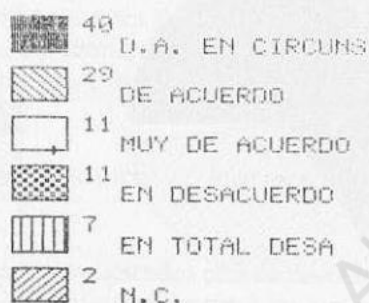 40
D.A. EN CIRCUNS
29
DE ACUERDO
11
MUY DE ACUERDO
11
EN DESACUERDO
7
EN TOTAL DESA
2
N.C.